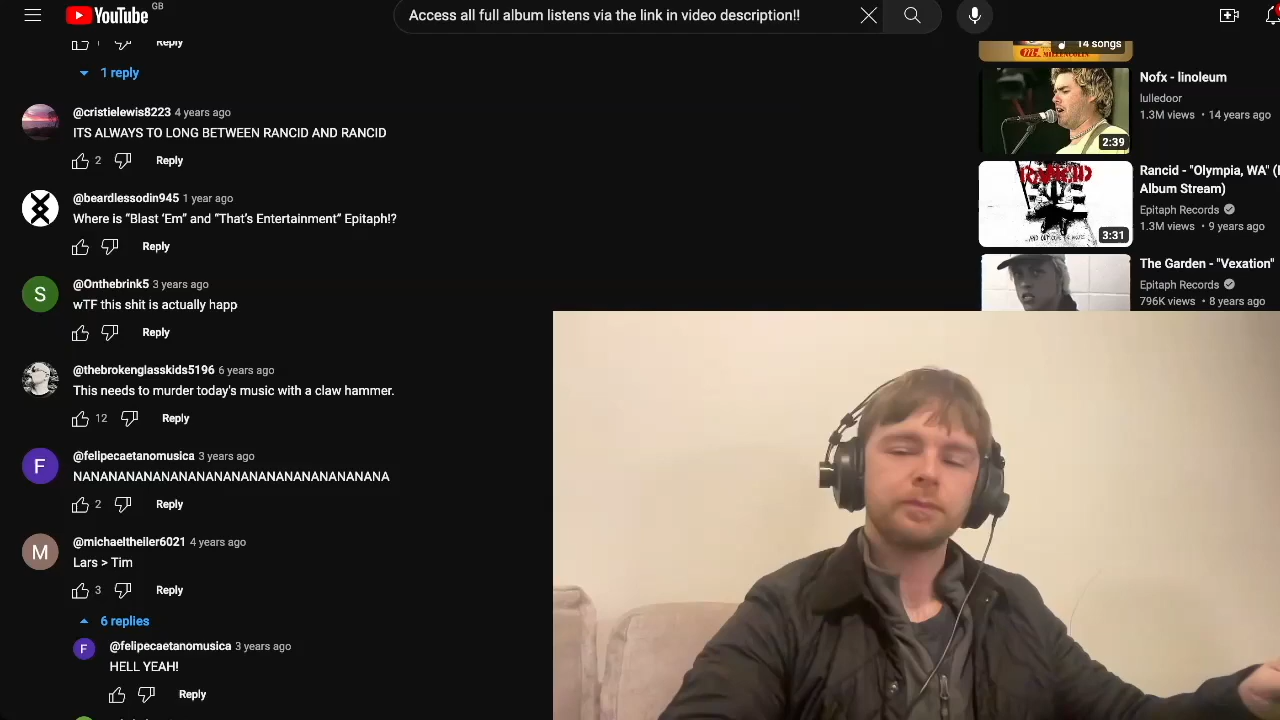 YouTube GB
Access all full album listens via the link in video description!!
Reply
1 reply
14 songs
@cristielewis8223 4 years ago
ITS ALWAYS TO LONG BETWEEN RANCID AND RANCID
2 Reply
@beardlessodin945 1 year ago
Where is “Blast ‘Em” and “That’s Entertainment” Epitaph!?
Reply
@Onthebrink5 3 years ago
S
wTF this shit is actually happ
Reply
@thebrokenglasskids5196 6 years ago
This needs to murder today's music with a claw hammer.
12 Reply
@felipecaetanomusica 3 years ago
F
NANANANANANANANANANANANANANANANANANA
2 Reply
@michaeltheiler6021 4 years ago
M
Lars > Tim
3 Reply
6 replies
F
@felipecaetanomusica 3 years ago
HELL YEAH!
Reply
Nofx - linoleum
lulledoor
1.3M views • 14 years ago
2:39
RANCID
Rancid - "Olympia, WA" (
Album Stream)
Epitaph Records
1.3M views • 9 years ago
3:31
The Garden - "Vexation"
Epitaph Records
796K views • 8 years ago